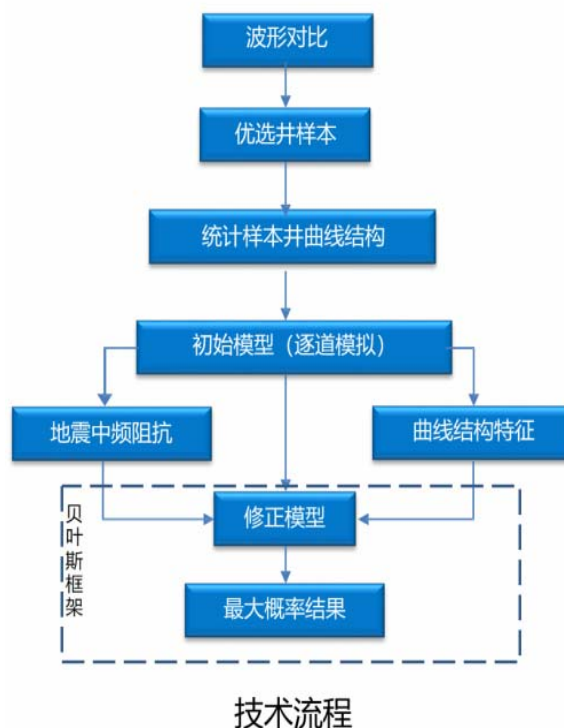 波形对比
优选井样本
统计样本井曲线结构
初始模型（逐道模拟）
地震中频阻抗
曲线结构特征
贝叶斯框架
修正模型
最大概率结果
技术流程